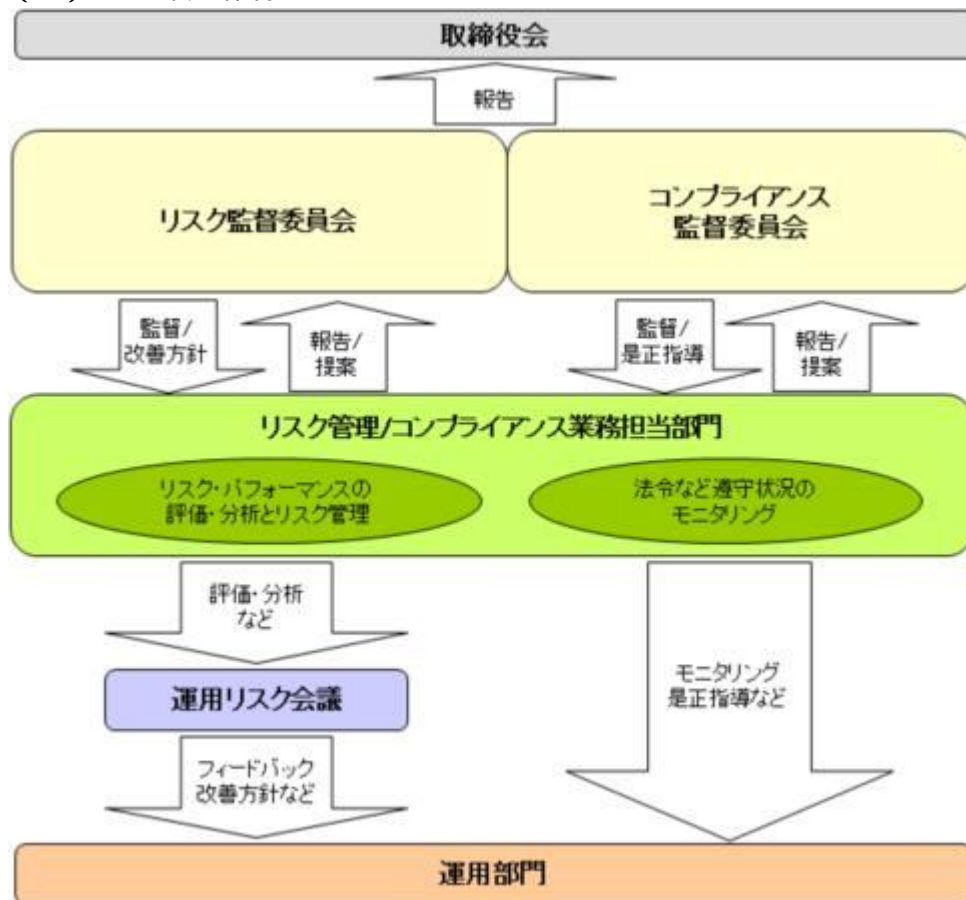 取締役会
報告
リスク監督委員会
コンプライアンス
監督委員会
監督/
改善方針
報告/
提案
監督/
是正指導
報告/
提案
リスク管理/コンプライアンス業務担当部門
リスク・パフォーマンスの
評価・分析とリスク管理
法令など遵守状況の
モニタリング
評価・分析
など
運用リスク会議
モニタリング
是正指導など
フィードバック
改善方針など
運用部門